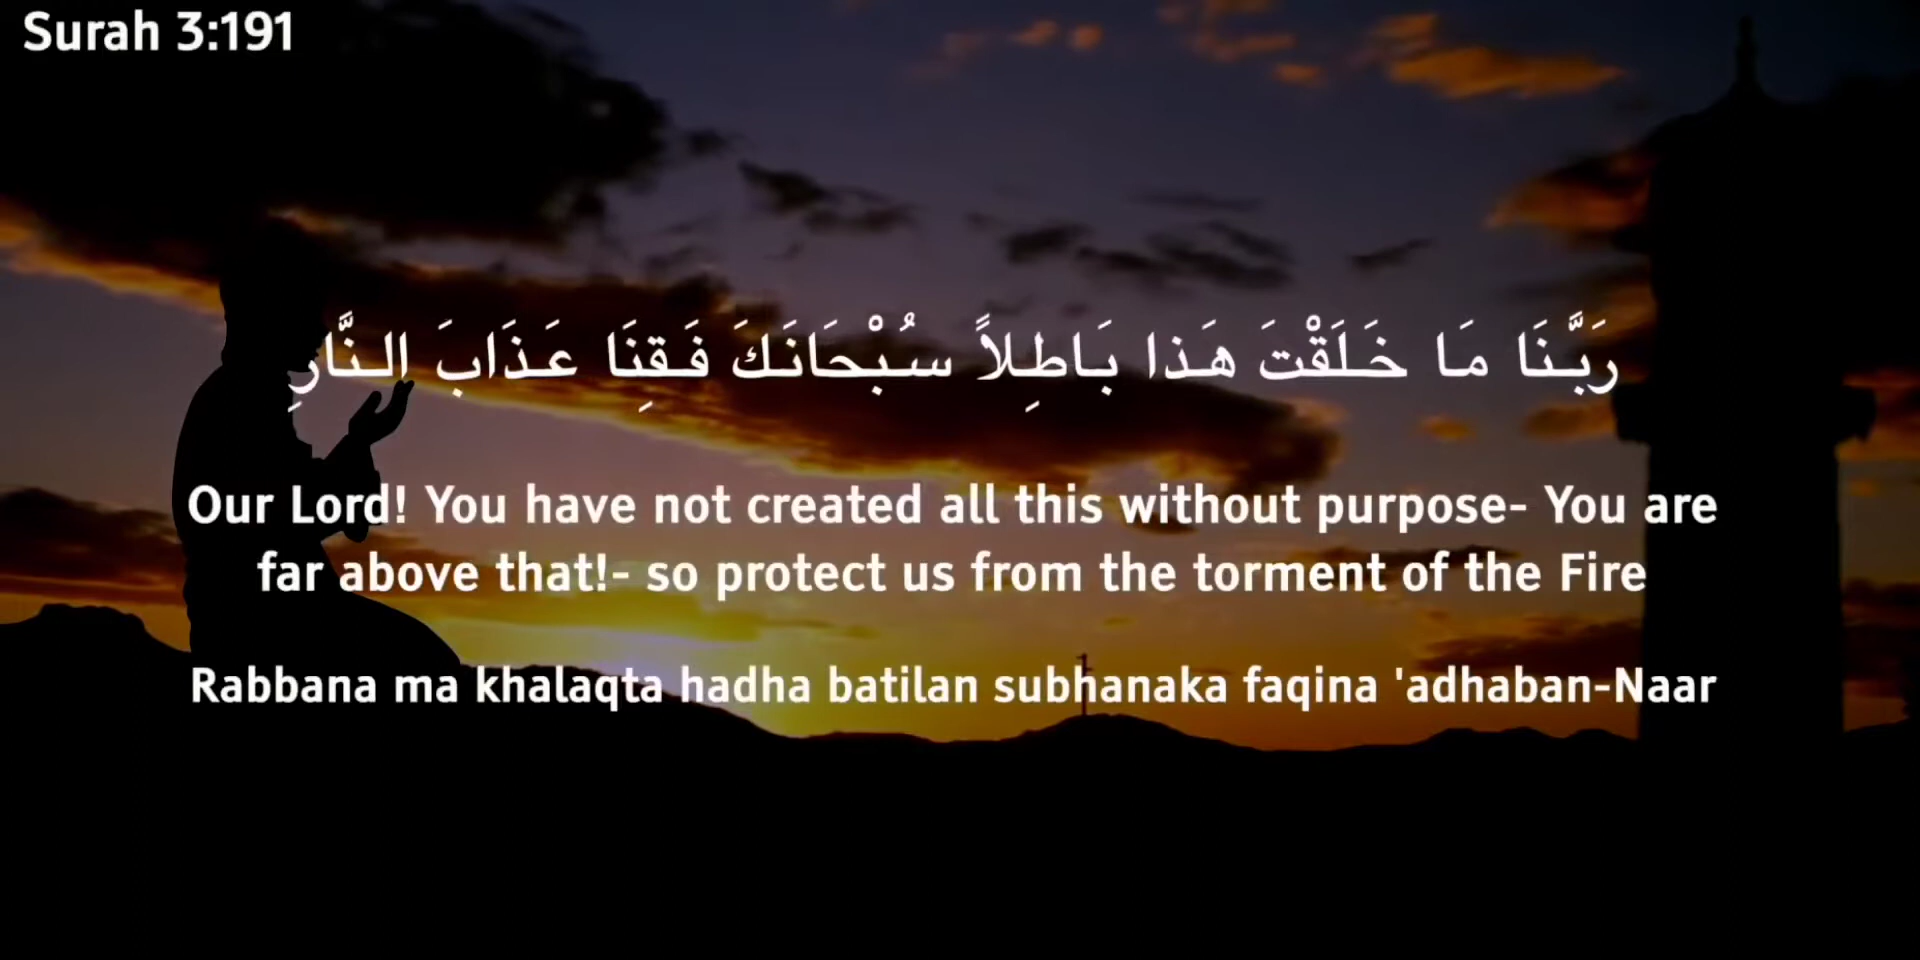 Surah 3:191
رَبَّنَا مَا خَلَقْتَ هَذا بَاطِلاً سُبْحَانَكَ فَقِنَا عَذَابَ النَّارِ
Our Lord! You have not created all this without purpose- You are
far above that!- so protect us from the torment of the Fire
Rabbana ma khalaqta hadha batilan subhanaka faqina 'adhaban-Naar